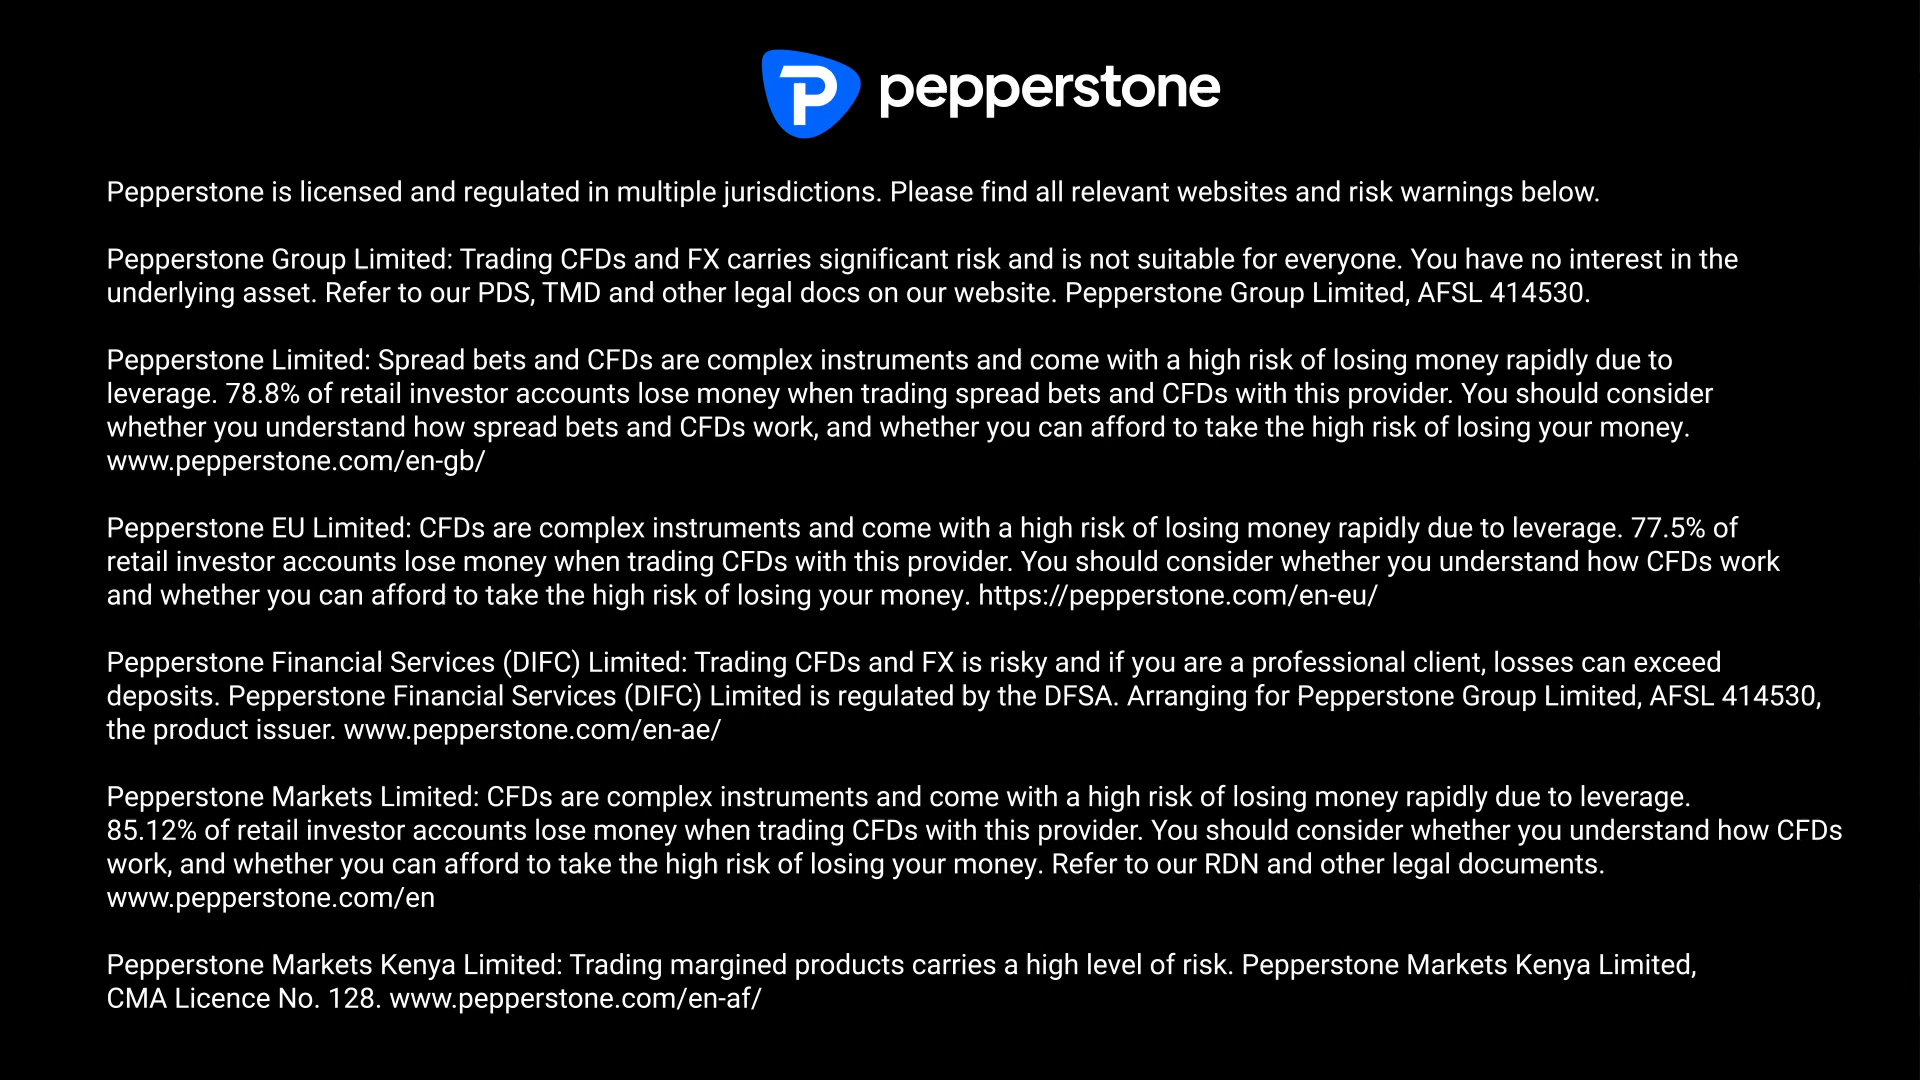 pepperstone
Pepperstone is licensed and regulated in multiple jurisdictions. Please find all relevant websites and risk warnings below.
Pepperstone Group Limited: Trading CFDs and FX carries significant risk and is not suitable for everyone. You have no interest in the
underlying asset. Refer to our PDS, TMD and other legal docs on our website. Pepperstone Group Limited, AFSL 414530.
Pepperstone Limited: Spread bets and CFDs are complex instruments and come with a high risk of losing money rapidly due to
leverage. 78.8% of retail investor accounts lose money when trading spread bets and CFDs with this provider. You should consider
whether you understand how spread bets and CFDs work, and whether you can afford to take the high risk of losing your money.
www.pepperstone.com/en-gb/
Pepperstone EU Limited: CFDs are complex instruments and come with a high risk of losing money rapidly due to leverage. 77.5% of
retail investor accounts lose money when trading CFDs with this provider. You should consider whether you understand how CFDs work
and whether you can afford to take the high risk of losing your money. https://pepperstone.com/en-eu/
Pepperstone Financial Services (DIFC) Limited: Trading CFDs and FX is risky and if you are a professional client, losses can exceed
deposits. Pepperstone Financial Services (DIFC) Limited is regulated by the DFSA. Arranging for Pepperstone Group Limited, AFSL 414530,
the product issuer. www.pepperstone.com/en-ae/
Pepperstone Markets Limited: CFDs are complex instruments and come with a high risk of losing money rapidly due to leverage.
85.12% of retail investor accounts lose money when trading CFDs with this provider. You should consider whether you understand how CFDs
work, and whether you can afford to take the high risk of losing your money. Refer to our RDN and other legal documents.
www.pepperstone.com/en
Pepperstone Markets Kenya Limited: Trading margined products carries a high level of risk. Pepperstone Markets Kenya Limited,
CMA Licence No. 128. www.pepperstone.com/en-af/